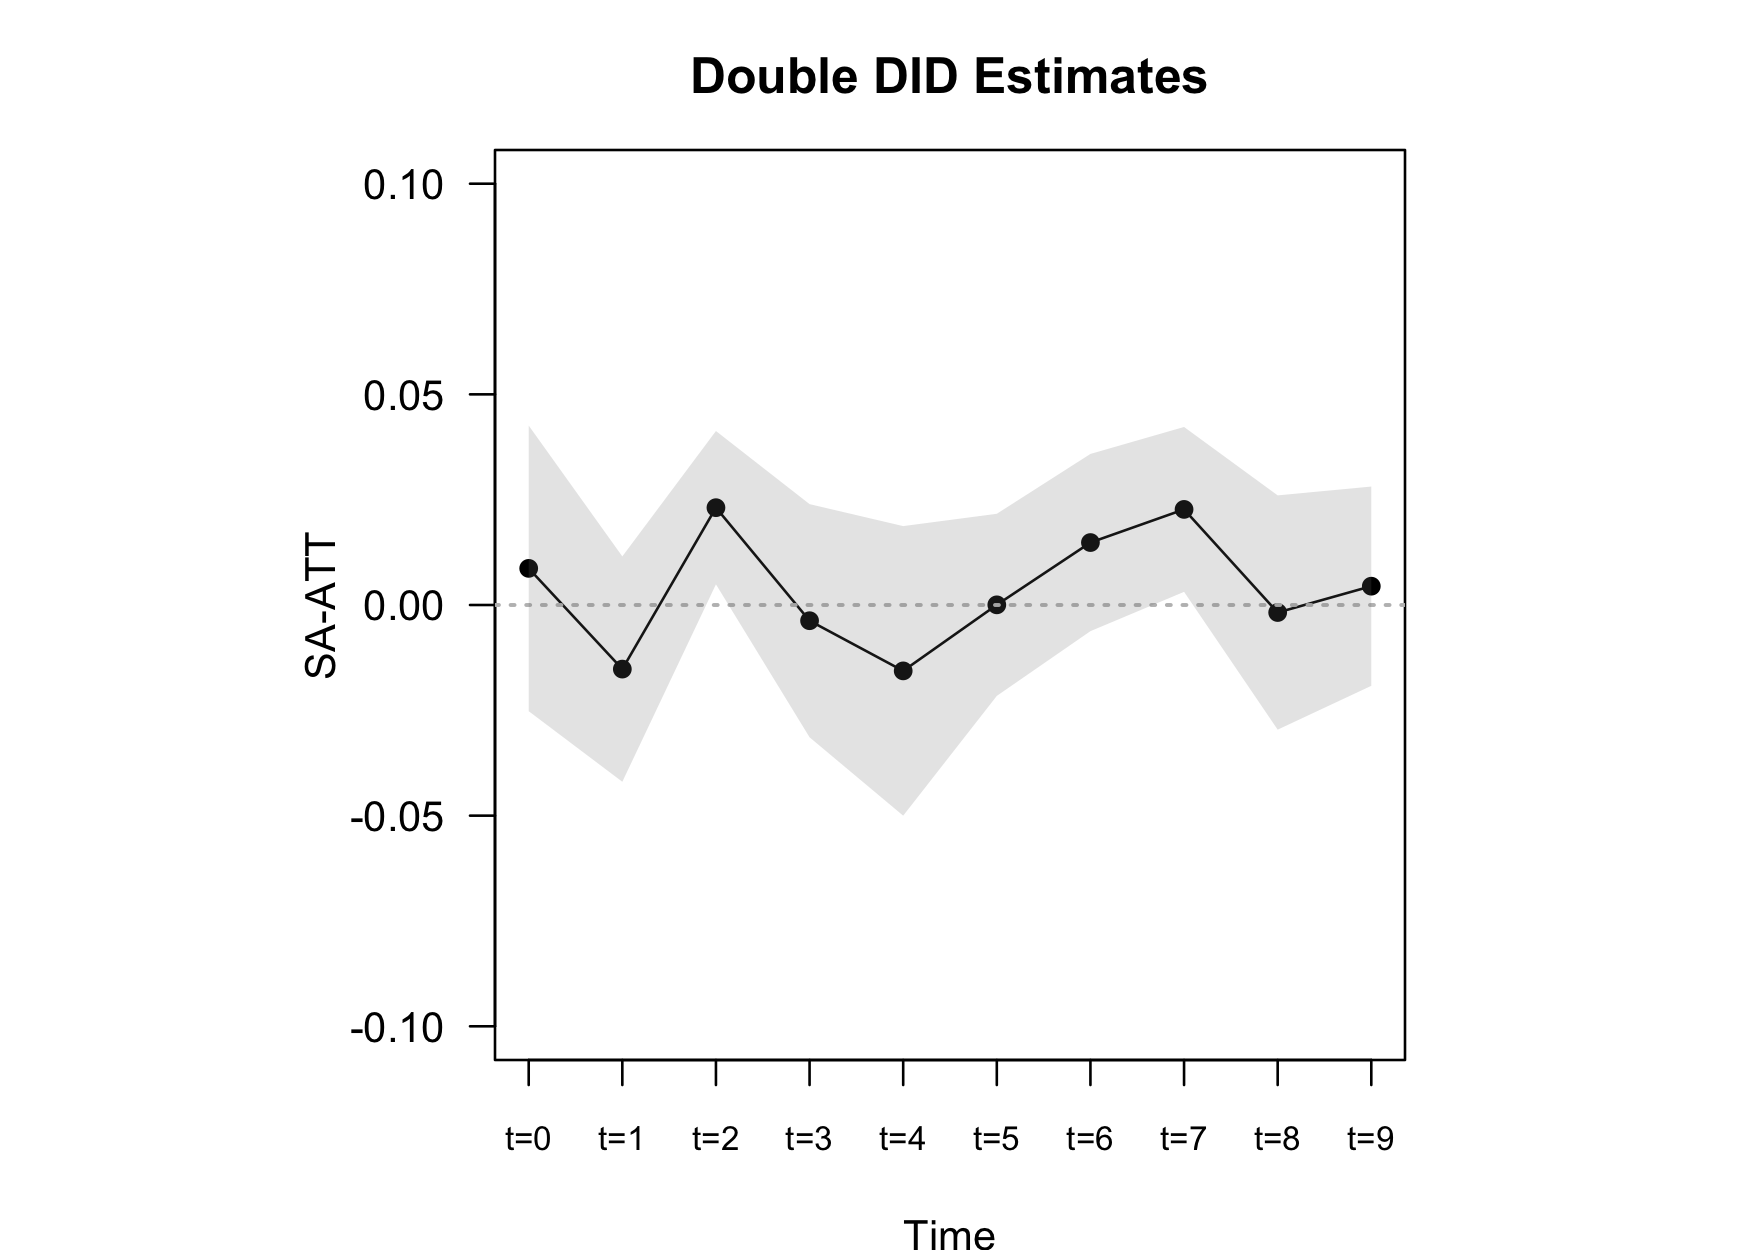 Double DID Estimates
0.10
0.05
0.00
-0.05
-0.10
SA-ATT
t=0 t=1 t=2 t=3 t=4 t=5 t=6 t=7 t=8 t=9
Time